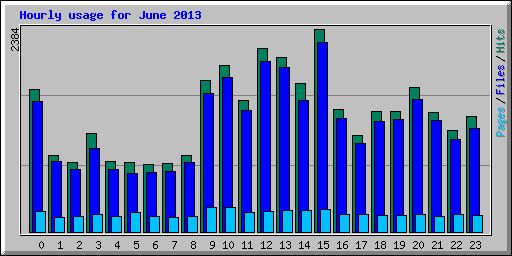 Hourly usage for June 2013
2384
Pages/Files/Hits
0 1 2 3 4 5 6 7 8 9 10 11 12 13 14 15 16 17 18 19 20 21 22 23